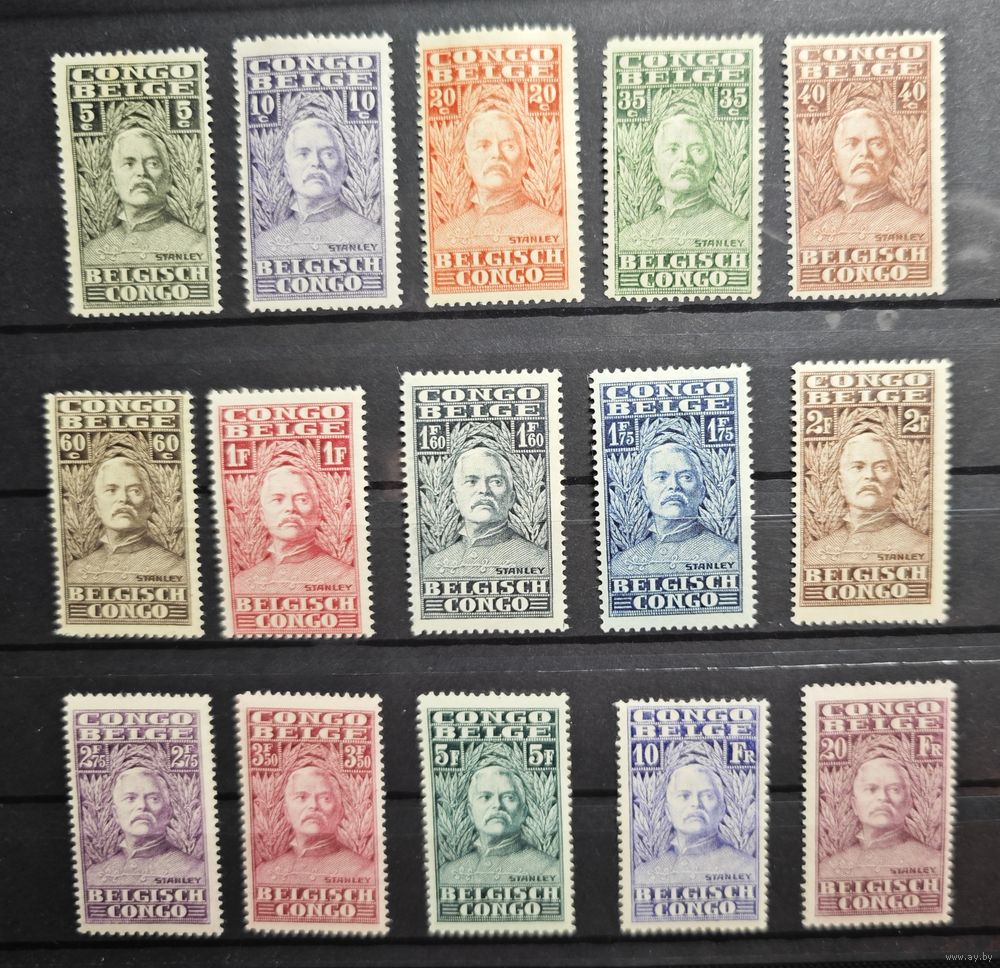 CONGO
BELGE
5c 5c
STANLEY
BELGISCH
CONGO
CONGO
BELGE
10c 10c
STANLEY
BELGISCH
CONGO
CONGO
BELGE
20c 20c
STANLEY
BELGISCH
CONGO
CONGO
BELGE
35c 35c
STANLEY
BELGISCH
CONGO
CONGO
BELGE
40c 40c
STANLEY
BELGISCH
CONGO
CONGO
BELGE
60c 60c
STANLEY
BELGISCH
CONGO
CONGO
BELGE
1F 1F
STANLEY
BELGISCH
CONGO
CONGO
BELGE
1F60 1F60
STANLEY
BELGISCH
CONGO
CONGO
BELGE
1F75 1F75
STANLEY
BELGISCH
CONGO
CONGO
BELGE
2F 2F
STANLEY
BELGISCH
CONGO
CONGO
BELGE
2F75 2F75
STANLEY
BELGISCH
CONGO
CONGO
BELGE
3F50 3F50
STANLEY
BELGISCH
CONGO
CONGO
BELGE
5F 5F
STANLEY
BELGISCH
CONGO
CONGO
BELGE
10 FR
STANLEY
BELGISCH
CONGO
CONGO
BELGE
20 FR
STANLEY
BELGISCH
CONGO
www.ay.by